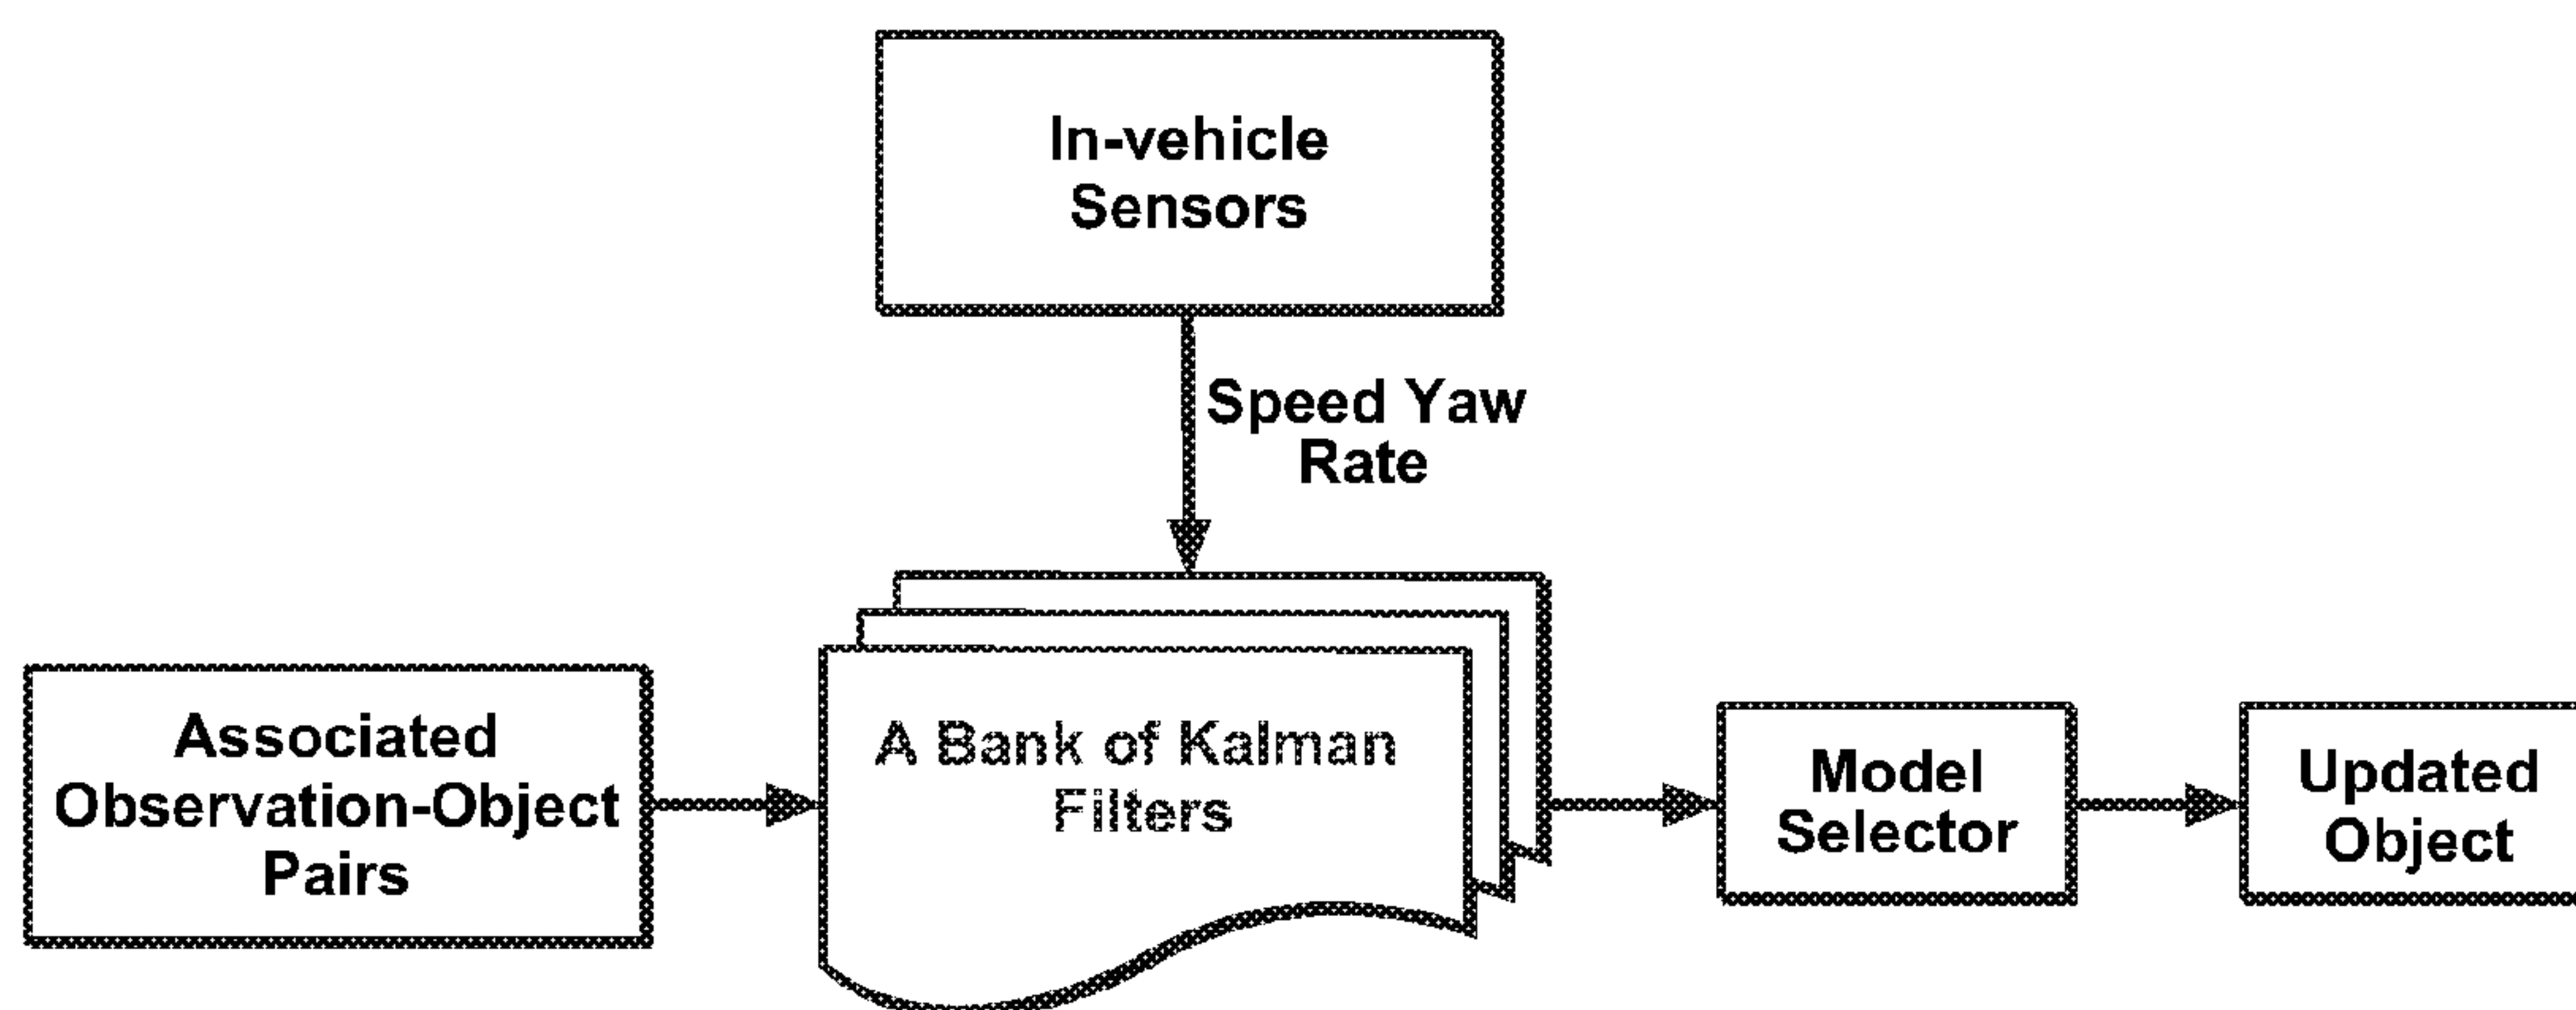 In-vehicle
Sensors
Speed Yaw
Rate
Associated
Observation-Object
Pairs
A Bank of Kalman
Filters
Model
Selector
Updated
Object